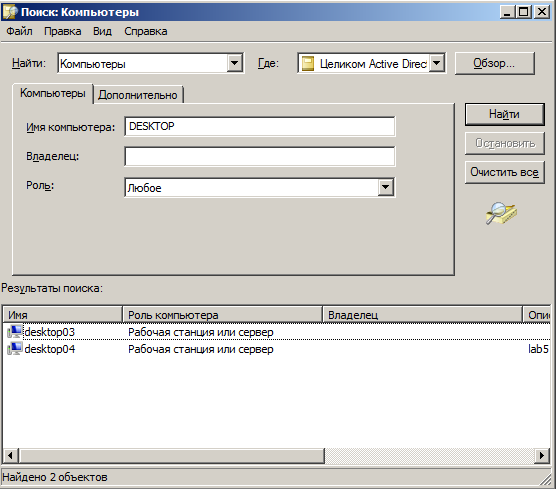 Поиск: Компьютеры
Файл Правка Вид Справка
Найти: Компьютеры Где: Целиком Active Direc Обзор...
Компьютеры Дополнительно
Имя компьютера: DESKTOP
Владелец:
Роль: Любое
Найти
Остановить
Очистить все
Результаты поиска:
Имя Роль компьютера Владелец Опис
desktop03 Рабочая станция или сервер
desktop04 Рабочая станция или сервер lab5
Найдено 2 объектов